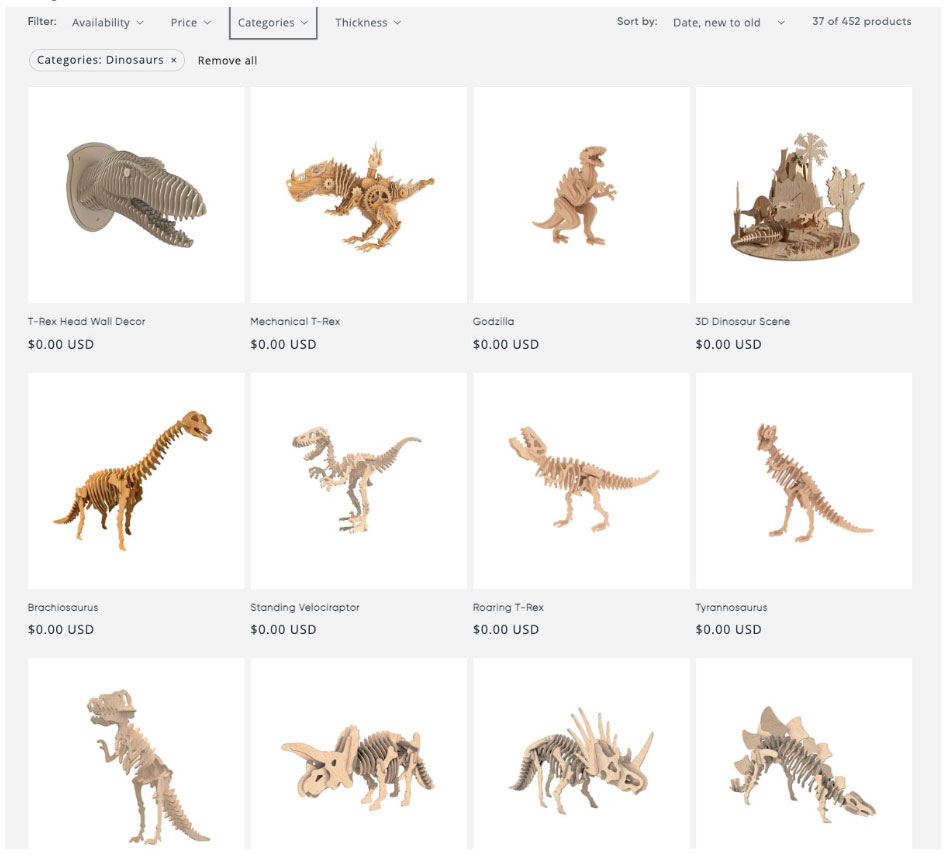 Filter: Availability Price Categories Thickness Sort by: Date, new to old 37 of 452 products
Categories: Dinosaurs × Remove all
T-Rex Head Wall Decor Mechanical T-Rex Godzilla 3D Dinosaur Scene
$0.00 USD $0.00 USD $0.00 USD $0.00 USD
Brachiosaurus Standing Velociraptor Roaring T-Rex Tyrannosaurus
$0.00 USD $0.00 USD $0.00 USD $0.00 USD